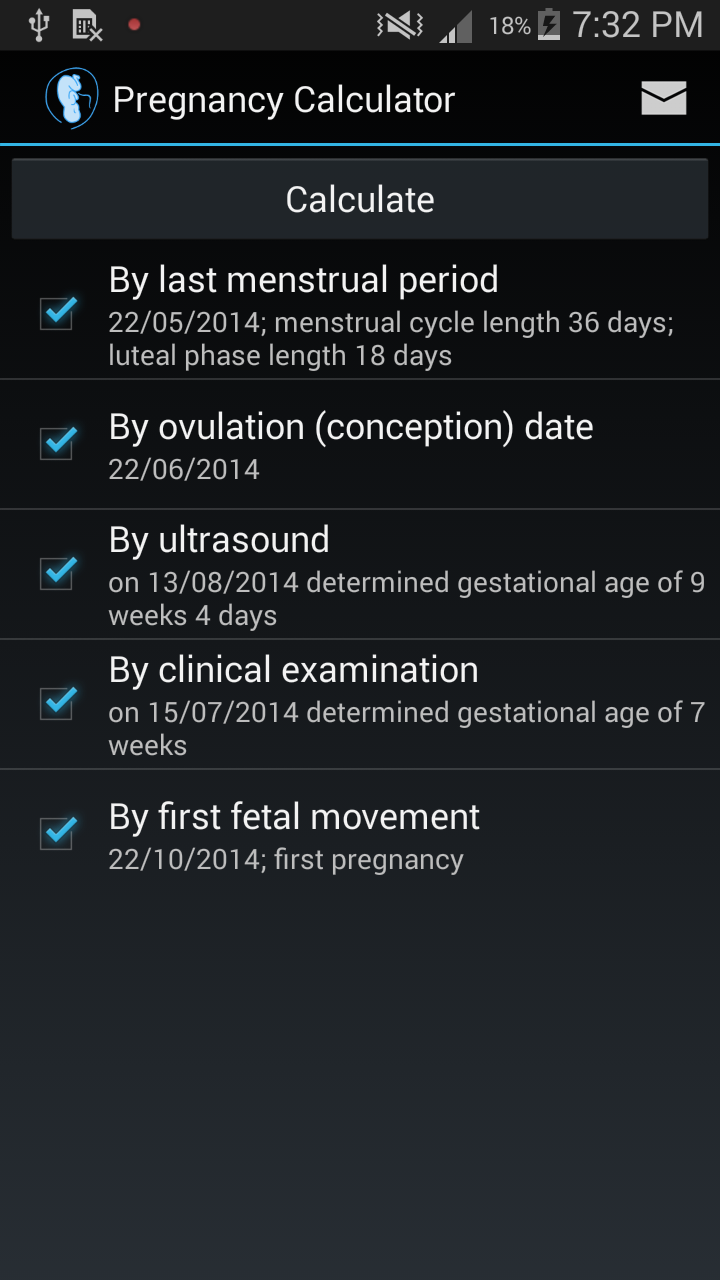 18% 7:32 PM
Pregnancy Calculator
Calculate
By last menstrual period
22/05/2014; menstrual cycle length 36 days;
luteal phase length 18 days
By ovulation (conception) date
22/06/2014
By ultrasound
on 13/08/2014 determined gestational age of 9
weeks 4 days
By clinical examination
on 15/07/2014 determined gestational age of 7
weeks
By first fetal movement
22/10/2014; first pregnancy